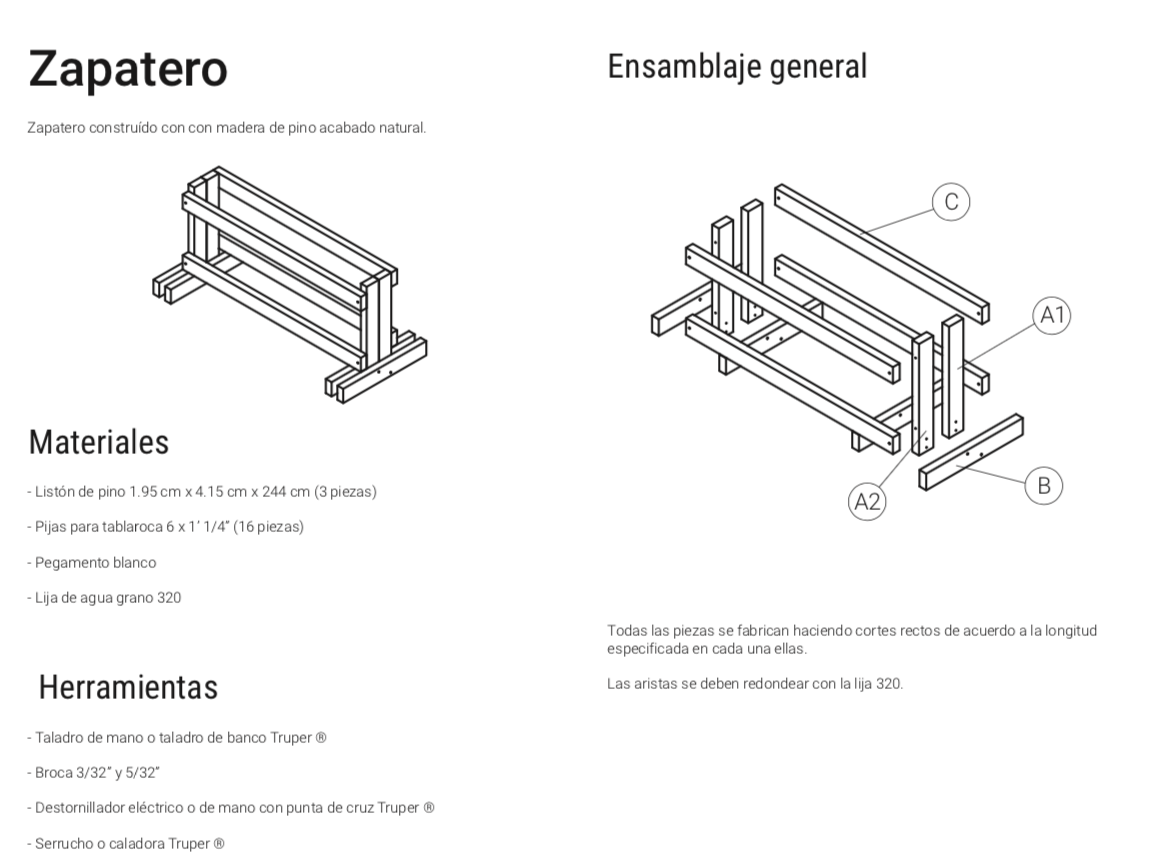 Zapatero
Zapatero construído con con madera de pino acabado natural.
Materiales
- Listón de pino 1.95 cm x 4.15 cm x 244 cm (3 piezas)
- Pijas para tablaroca 6 x 1’ 1/4” (16 piezas)
- Pegamento blanco
- Lija de agua grano 320
Herramientas
- Taladro de mano o taladro de banco Truper ®
- Broca 3/32” y 5/32”
- Destornillador eléctrico o de mano con punta de cruz Truper ®
- Serrucho o caladora Truper ®
Ensamblaje general
C
A1
A2
B
Todas las piezas se fabrican haciendo cortes rectos de acuerdo a la longitud
especificada en cada una ellas.
Las aristas se deben redondear con la lija 320.